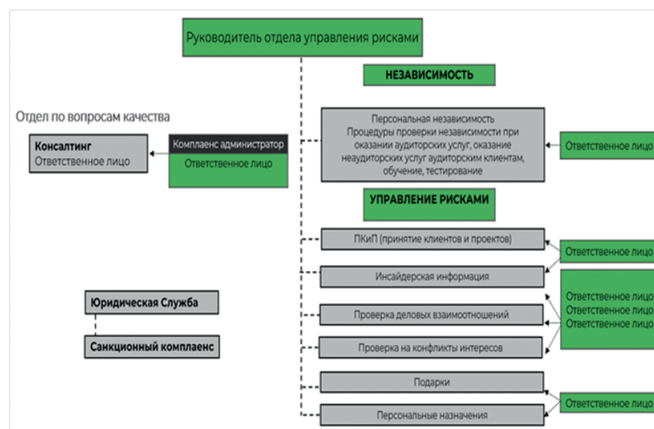 Руководитель отдела управления рисками
НЕЗАВИСИМОСТЬ
Отдел по вопросам качества
Консалтинг
Ответственное лицо
Комплаенс администратор
Ответственное лицо
Персональная независимость
Процедуры проверки независимости при
оказании аудиторских услуг, оказание
неаудиторских услуг аудиторским клиентам,
обучение, тестирование
Ответственное лицо
УПРАВЛЕНИЕ РИСКАМИ
ПКиП (принятие клиентов и проектов)
Ответственное лицо
Инсайдерская информация
Юридическая Служба
Санкционный комплаенс
Проверка деловых взаимоотношений
Проверка на конфликты интересов
Ответственное лицо
Ответственное лицо
Ответственное лицо
Подарки
Персональные назначения
Ответственное лицо